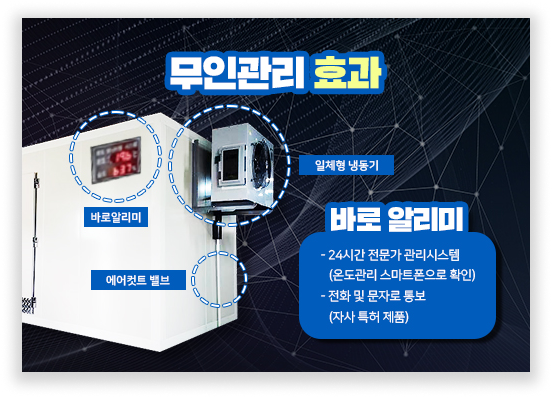 무인관리 효과
일체형 냉동기
바로알리미
에어컷트 밸브
바로 알리미
- 24시간 전문가 관리시스템
(온도관리 스마트폰으로 확인)
- 전화 및 문자로 통보
(자사 특허 제품)